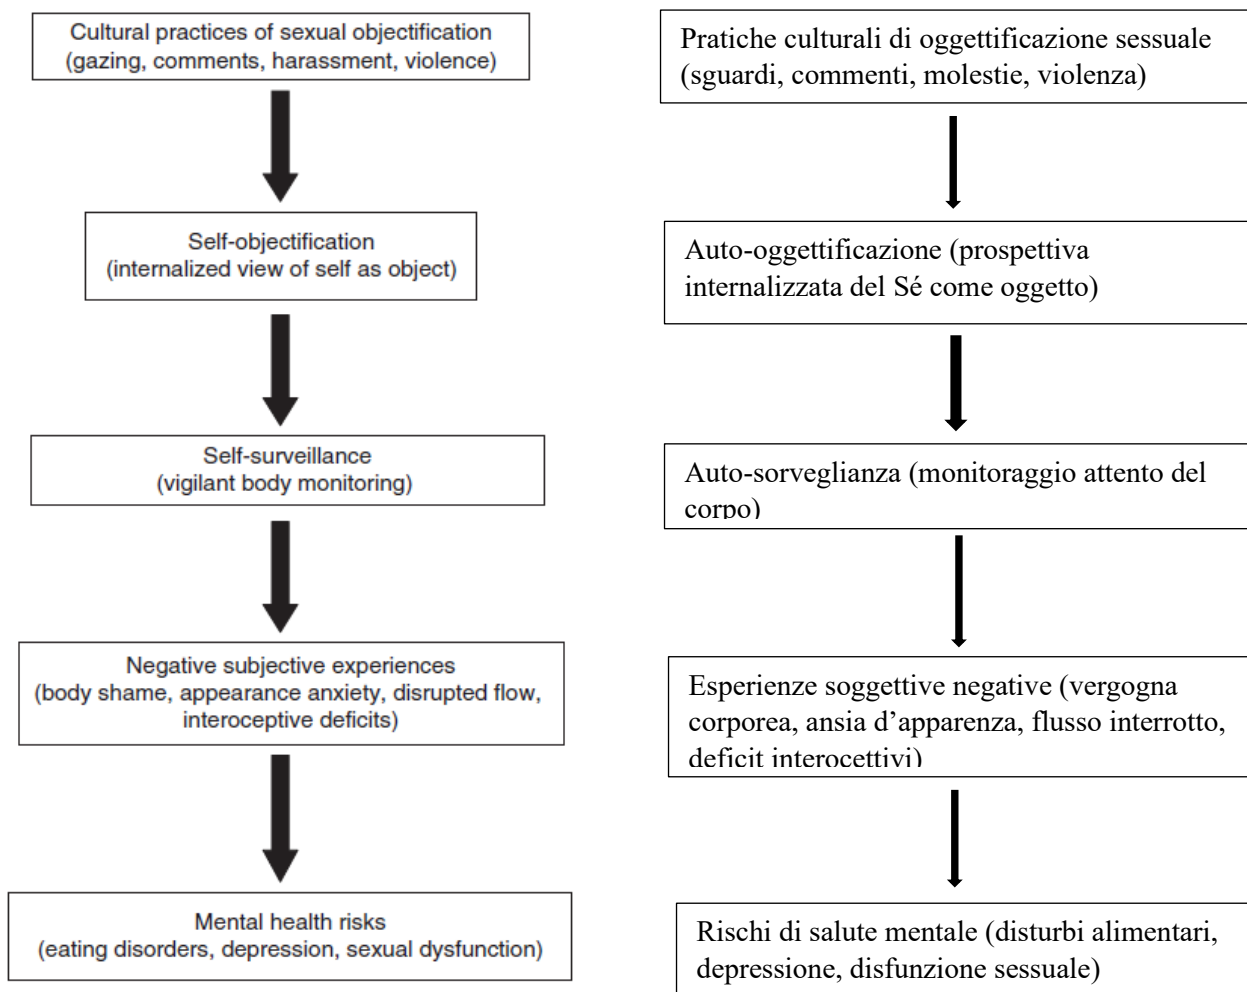 Cultural practices of sexual objectification
(gazing, comments, harassment, violence)
Self-objectification
(internalized view of self as object)
Self-surveillance
(vigilant body monitoring)
Negative subjective experiences
(body shame, appearance anxiety, disrupted flow,
interoceptive deficits)
Mental health risks
(eating disorders, depression, sexual dysfunction)
Pratiche culturali di oggettificazione sessuale
(sguardi, commenti, molestie, violenza)
Auto-oggettificazione (prospettiva
internalizzata del Sé come oggetto)
Auto-sorveglianza (monitoraggio attento del
corpo)
Esperienze soggettive negative (vergogna
corporea, ansia d’apparenza, flusso interrotto,
deficit interocettivi)
Rischi di salute mentale (disturbi alimentari,
depressione, disfunzione sessuale)